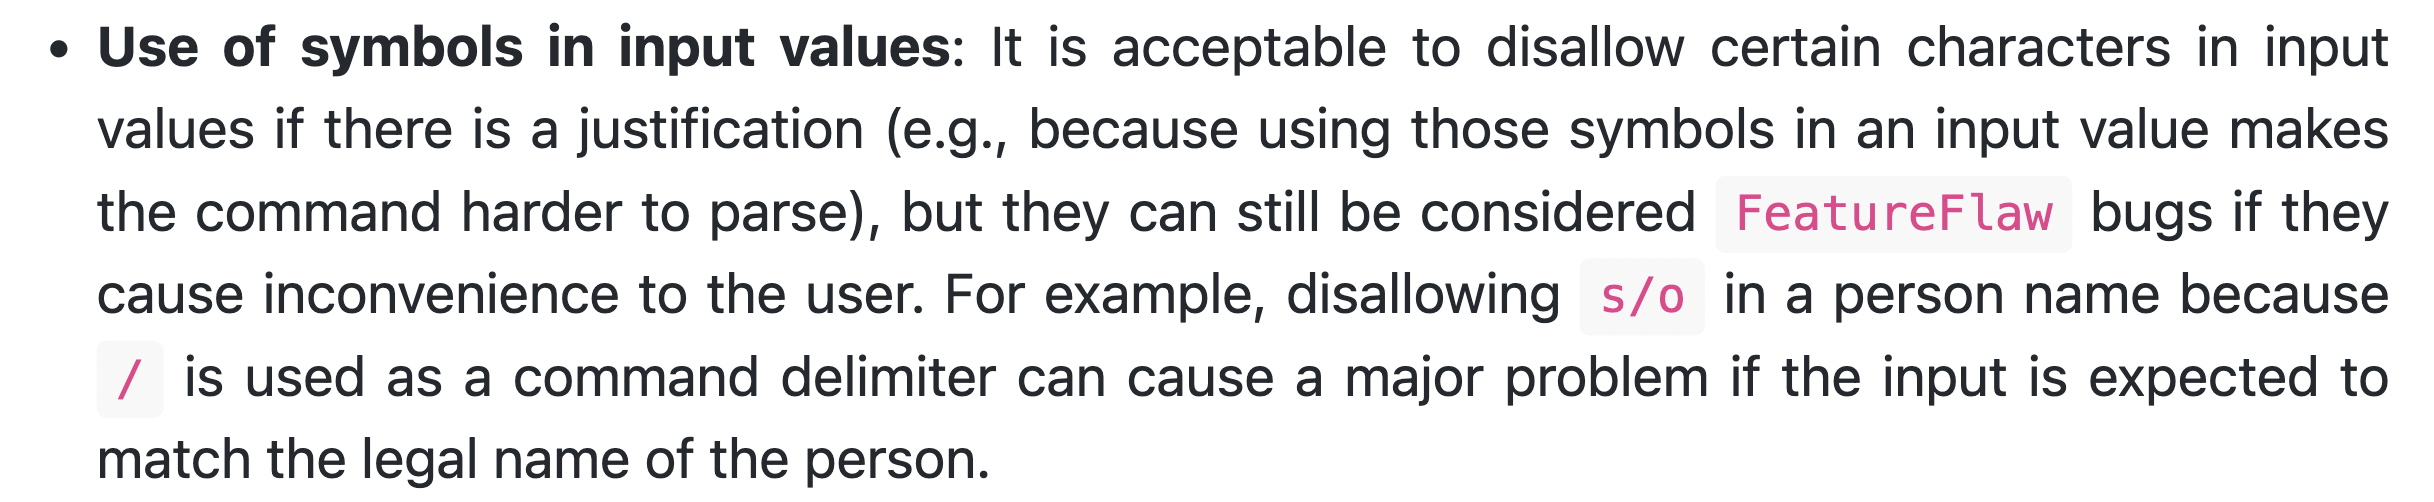 • Use of symbols in input values: It is acceptable to disallow certain characters in input
values if there is a justification (e.g., because using those symbols in an input value makes
the command harder to parse), but they can still be considered FeatureFlaw bugs if they
cause inconvenience to the user. For example, disallowing s/o in a person name because
/ is used as a command delimiter can cause a major problem if the input is expected to
match the legal name of the person.